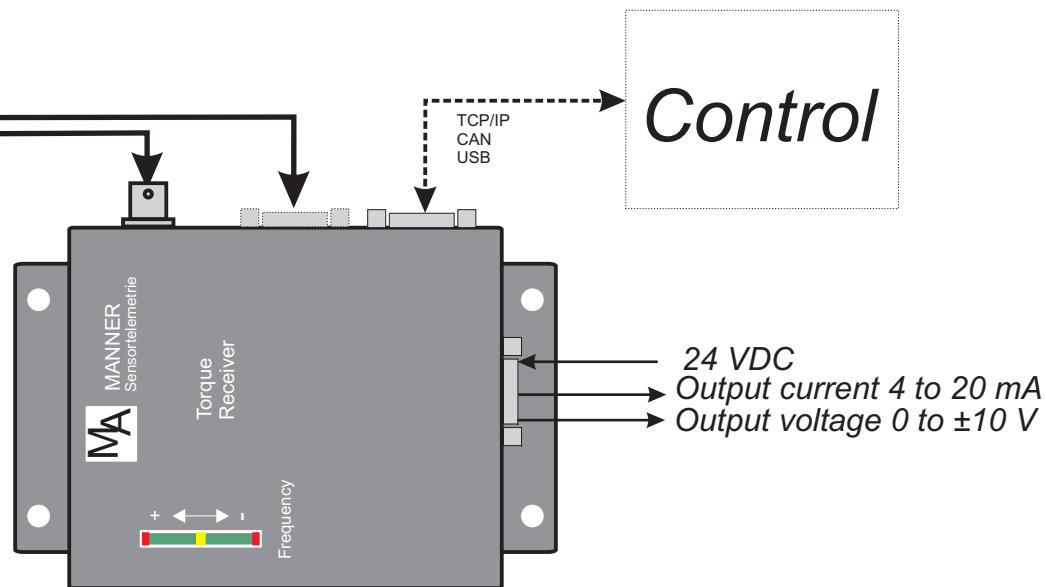 Control
TCP/IP
CAN
USB
MANNER
Sensortelemetrie
MA
Torque
Receiver
24 VDC
Output current 4 to 20 mA
Output voltage 0 to ±10 V
+ -
Frequency